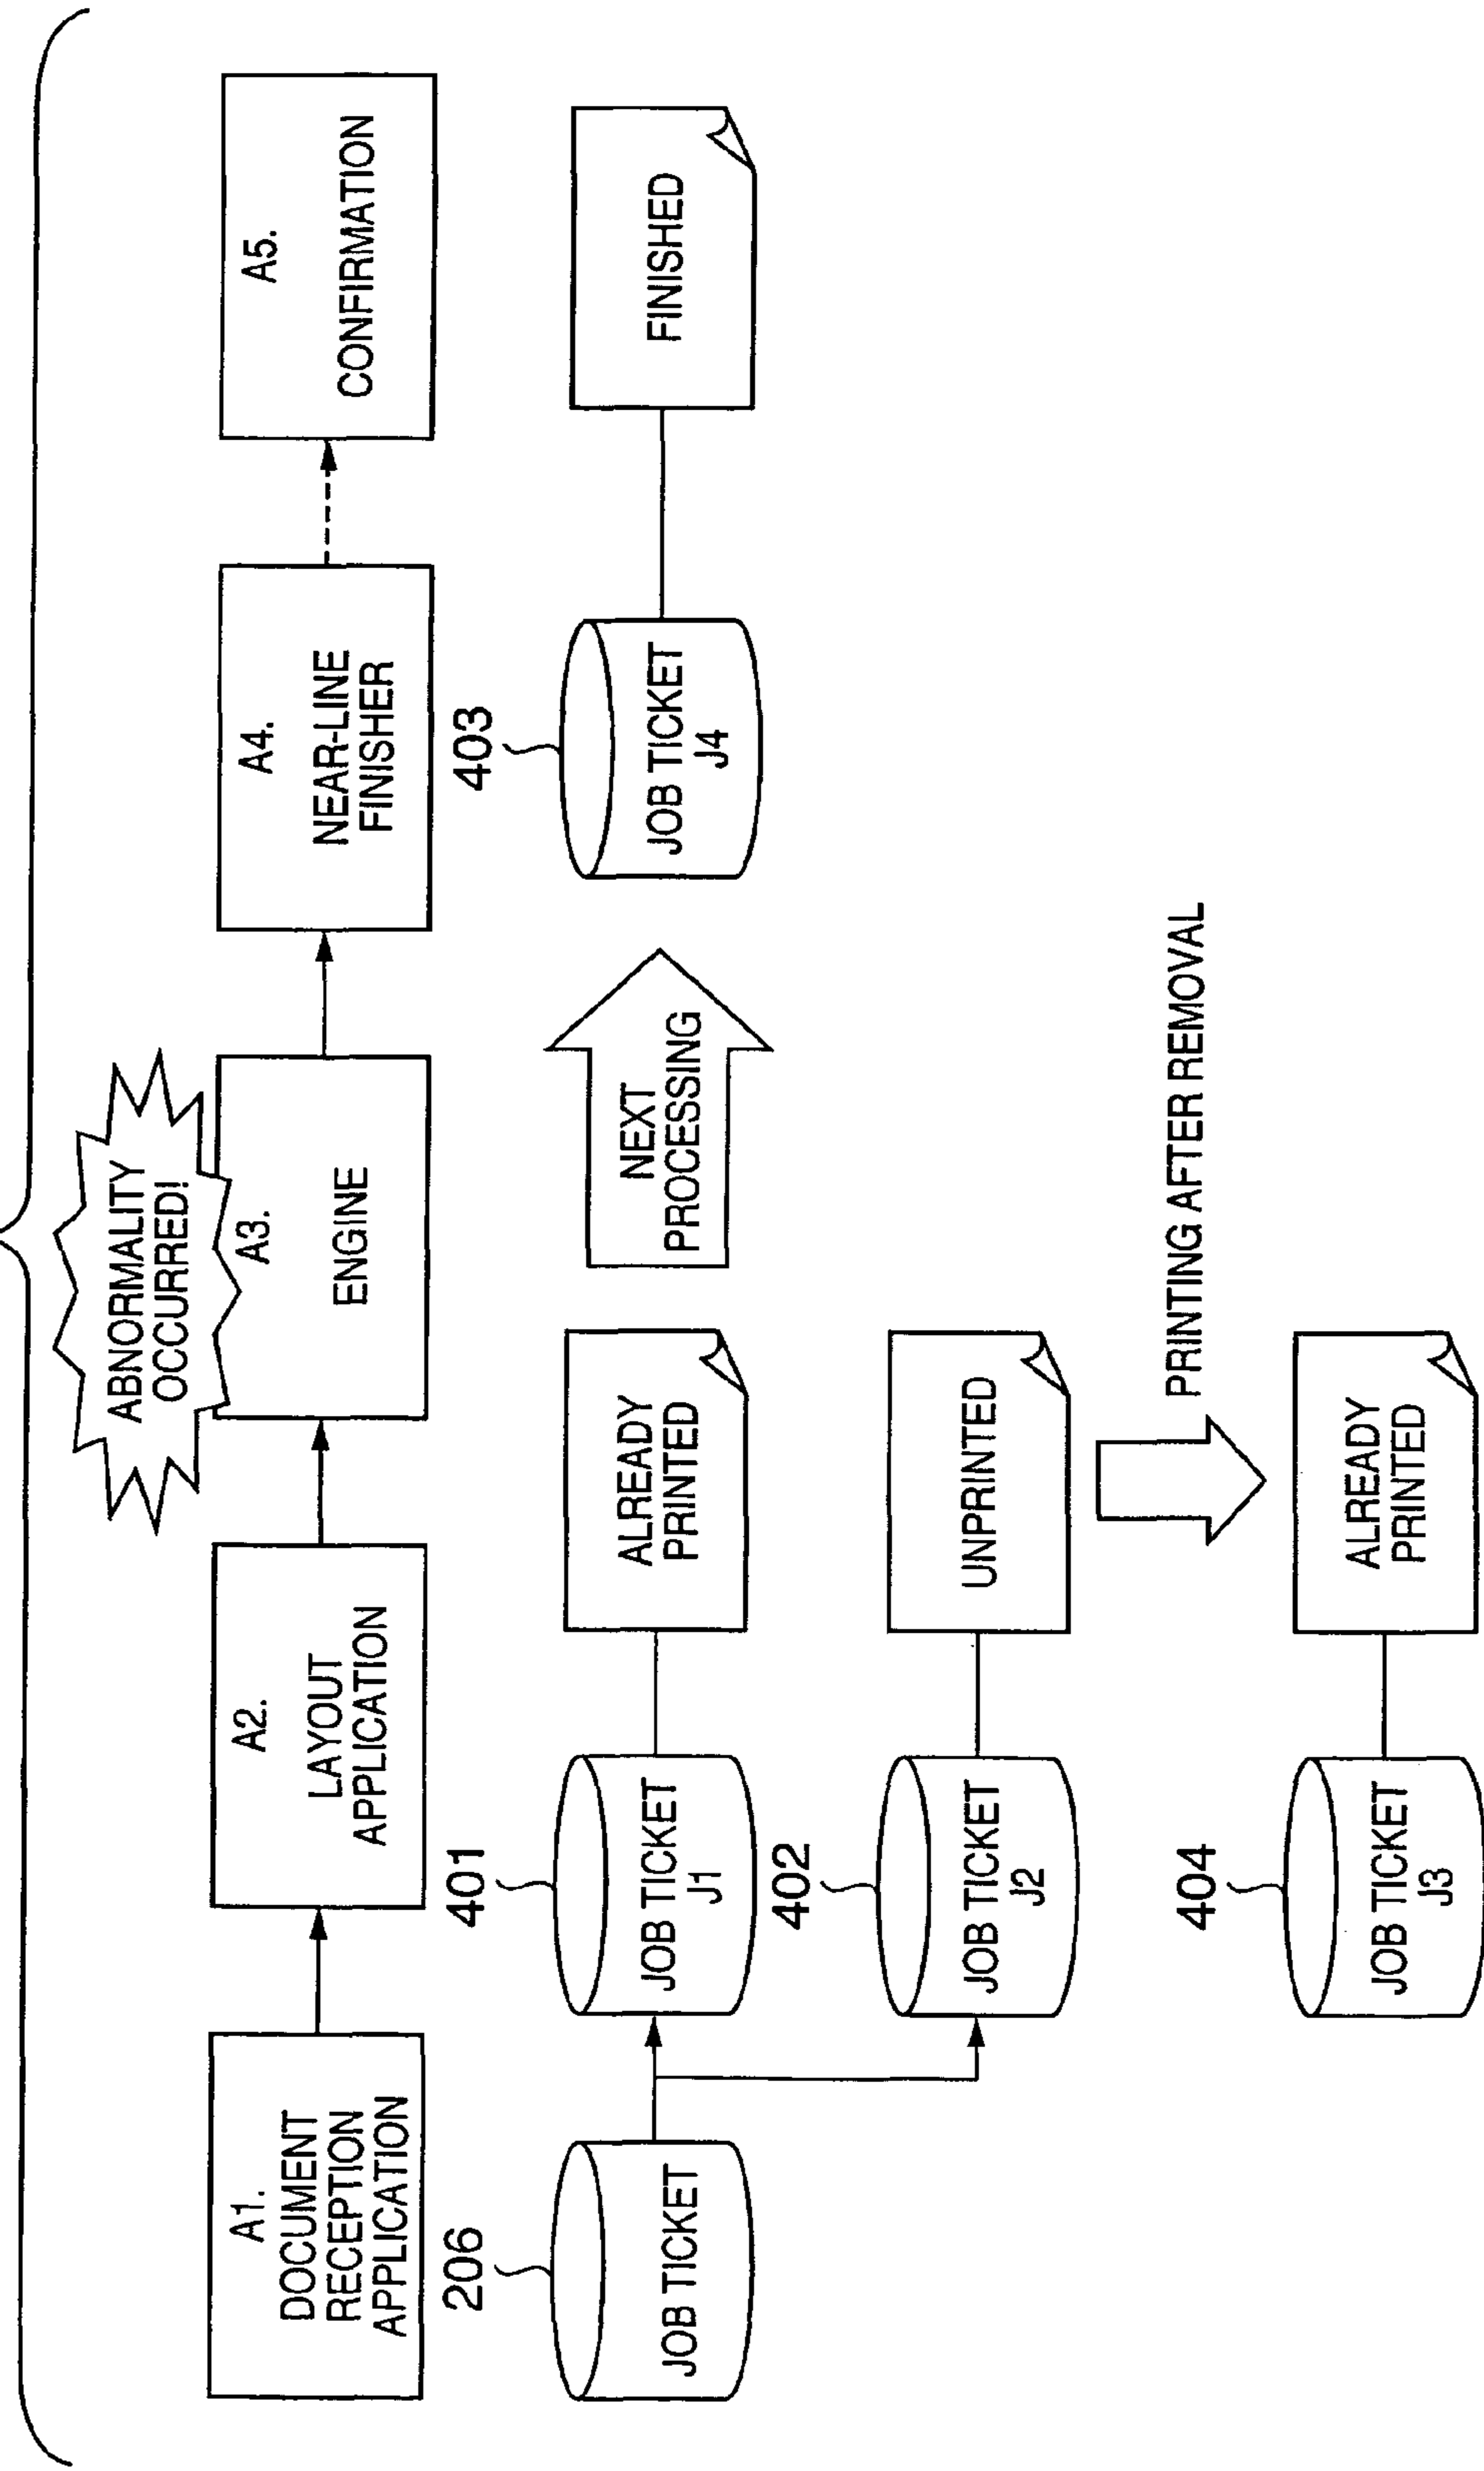 ABNORMALITY
OCCURRED!
A1.
DOCUMENT
RECEPTION
APPLICATION
A2.
LAYOUT
APPLICATION
A3.
ENGINE
A4.
NEAR-LINE
FINISHER
A5.
CONFIRMATION
206
JOB TICKET
401
JOB TICKET
J1
ALREADY
PRINTED
NEXT
PROCESSING
403
JOB TICKET
J4
FINISHED
402
JOB TICKET
J2
UNPRINTED
PRINTING AFTER REMOVAL
404
JOB TICKET
J3
ALREADY
PRINTED